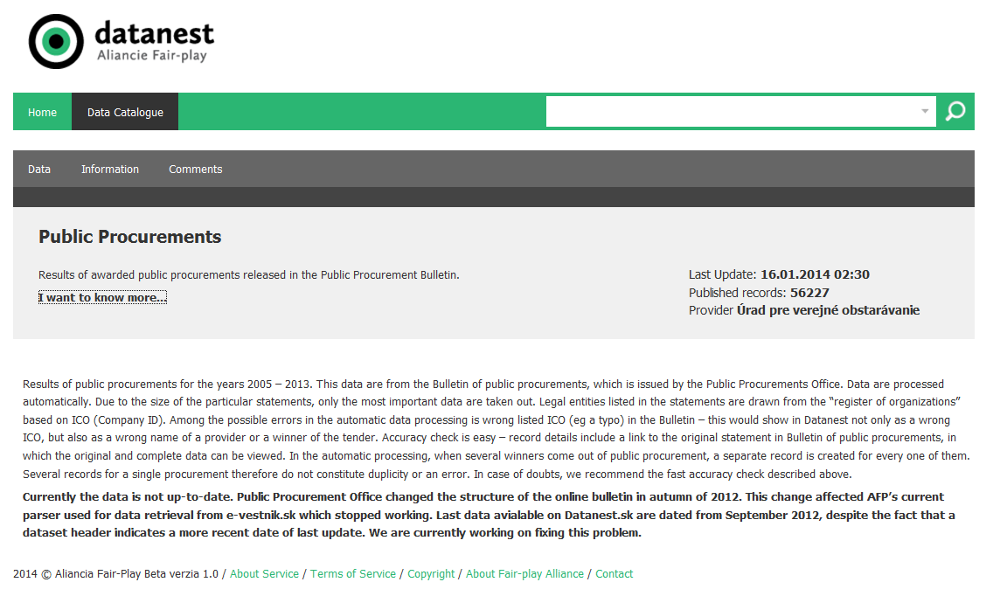 datanest
Aliancie Fair-play
Home
Data Catalogue
Data
Information
Comments
Public Procurements
Results of awarded public procurements released in the Public Procurement Bulletin.
I want to know more...
Last Update: 16.01.2014 02:30
Published records: 56227
Provider Úrad pre verejné obstarávanie
Results of public procurements for the years 2005 – 2013. This data are from the Bulletin of public procurements, which is issued by the Public Procurements Office. Data are processed
automatically. Due to the size of the particular statements, only the most important data are taken out. Legal entities listed in the statements are drawn from the “register of organizations”
based on ICO (Company ID). Among the possible errors in the automatic data processing is wrong listed ICO (eg a typo) in the Bulletin – this would show in Datanest not only as a wrong
ICO, but also as a wrong name of a provider or a winner of the tender. Accuracy check is easy – record details include a link to the original statement in Bulletin of public procurements, in
which the original and complete data can be viewed. In the automatic processing, when several winners come out of public procurement, a separate record is created for every one of them.
Several records for a single procurement therefore do not constitute duplicity or an error. In case of doubts, we recommend the fast accuracy check described above.
Currently the data is not up-to-date. Public Procurement Office changed the structure of the online bulletin in autumn of 2012. This change affected AFP’s current
parser used for data retrieval from e-vestnik.sk which stopped working. Last data avialable on Datanest.sk are dated from September 2012, despite the fact that a
dataset header indicates a more recent date of last update. We are currently working on fixing this problem.
2014 © Aliancia Fair-Play Beta verzia 1.0 / About Service / Terms of Service / Copyright / About Fair-play Alliance / Contact